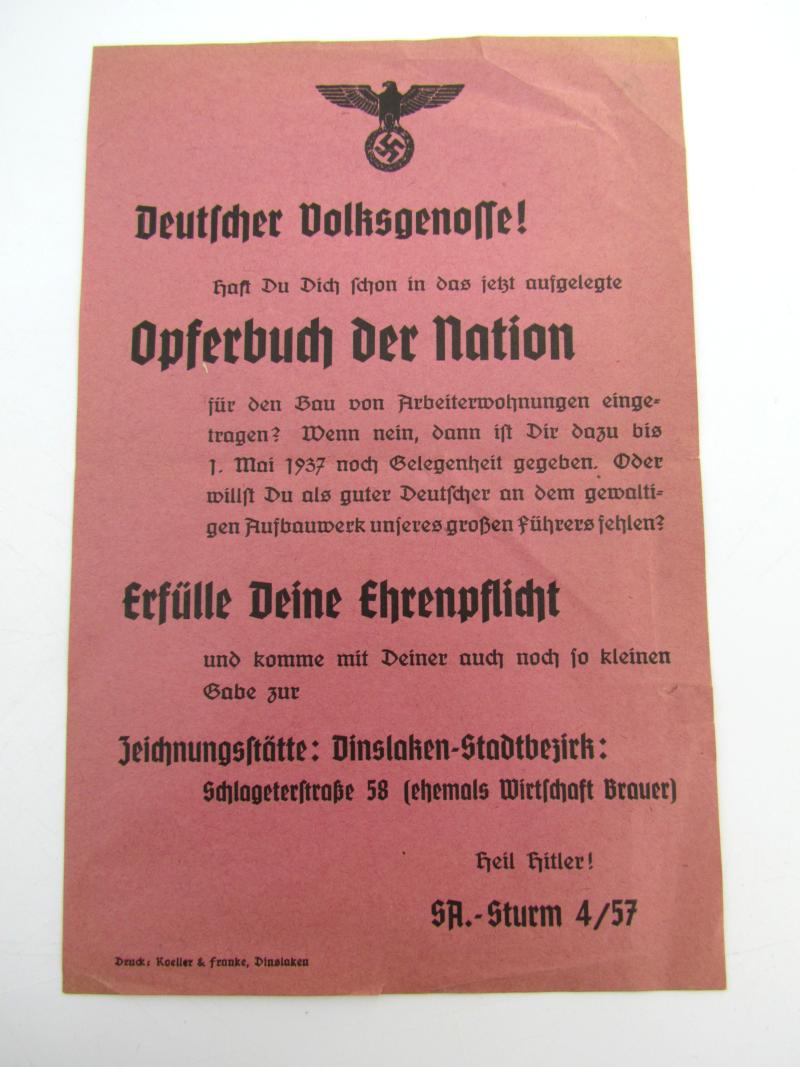 Deutscher Volksgenosse!
Hast Du Dich schon in das jetzt aufgelegte
Opferbuch der Nation
für den Bau von Arbeiterwohnungen einge-
tragen? Wenn nein, dann ist Dir dazu bis
1. Mai 1937 noch Gelegenheit gegeben. Oder
willst Du als guter Deutscher an dem gewalti-
gen Aufbauwerk unseres großen Führers fehlen?
Erfülle Deine Ehrenpflicht
und komme mit Deiner auch noch so kleinen
Gabe zur
Zeichnungsstätte: Dinslaken-Stadtbezirk:
Schlageterstraße 58 (ehemals Wirtschaft Brauer)
Heil Hitler!
SA.-Sturm 4/57
Druck: Koeller & Franke, Dinslaken